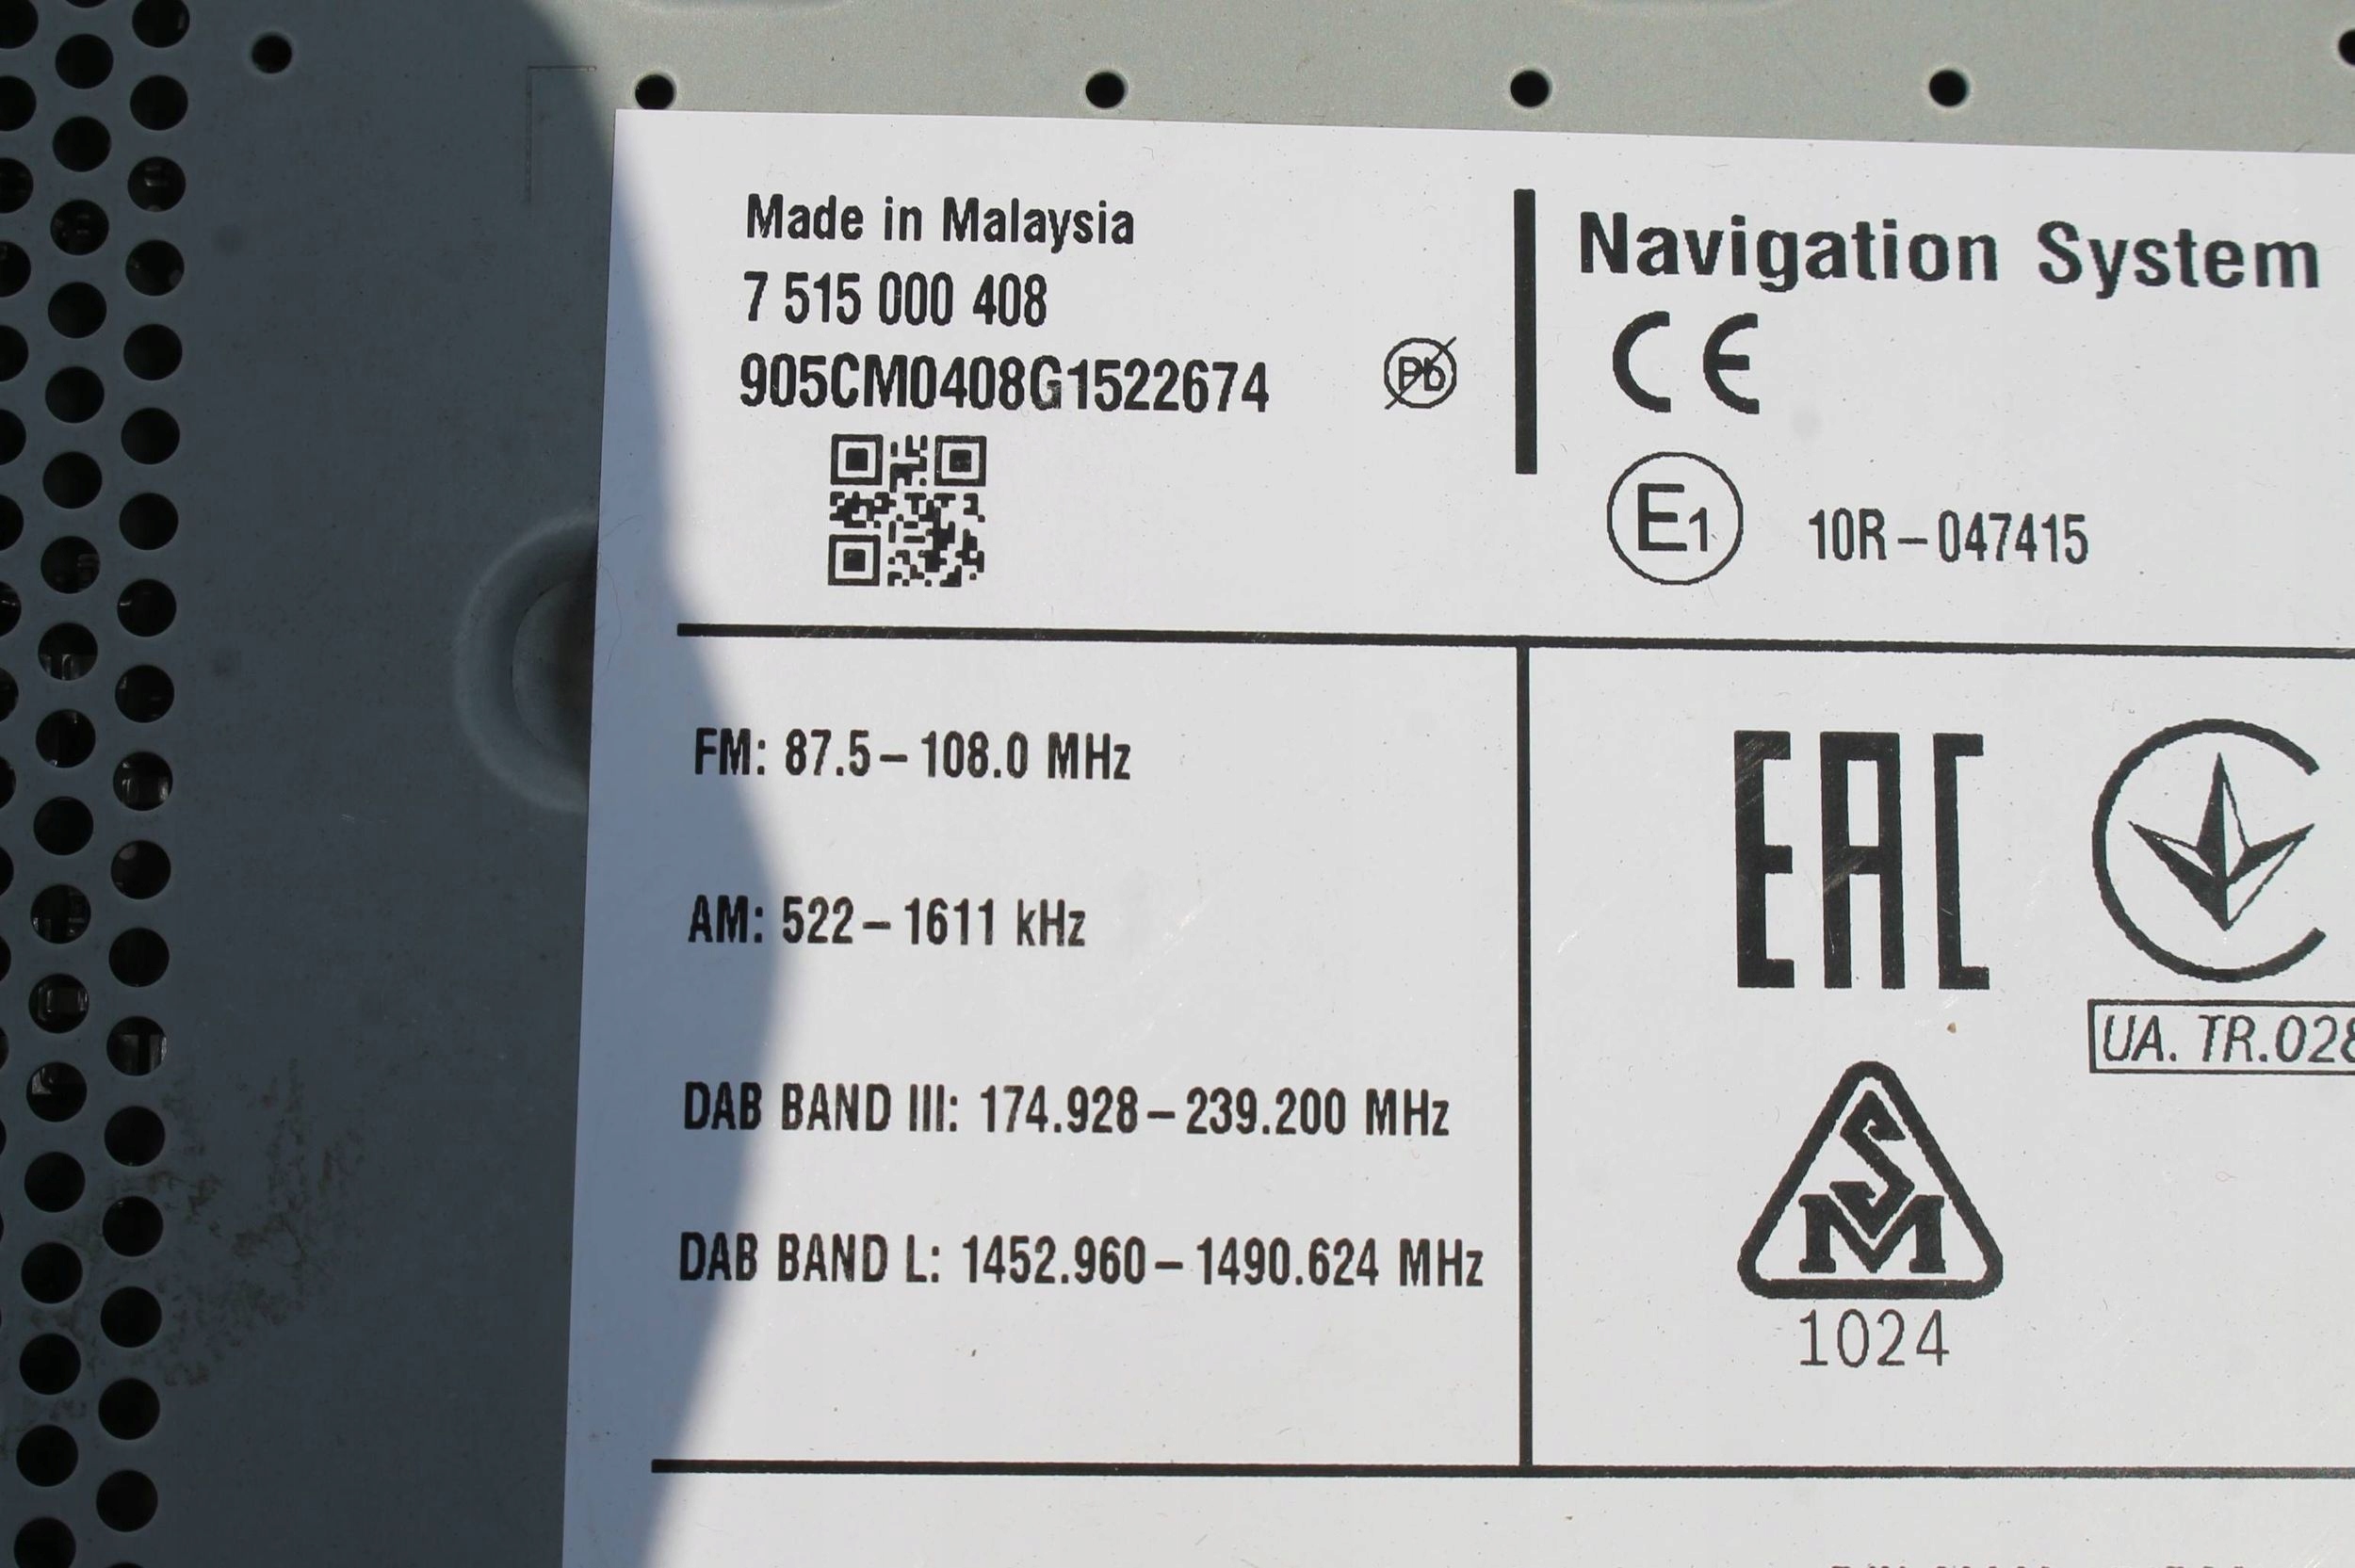 Made in Malaysia
7 515 000 408
905CM0408G1522674
Pb
Navigation System
CE
E1 10R–047415
FM: 87.5–108.0 MHz
AM: 522–1611 kHz
DAB BAND III: 174.928–239.200 MHz
DAB BAND L: 1452.960–1490.624 MHz
EAC
UA. TR.028
SM
1024